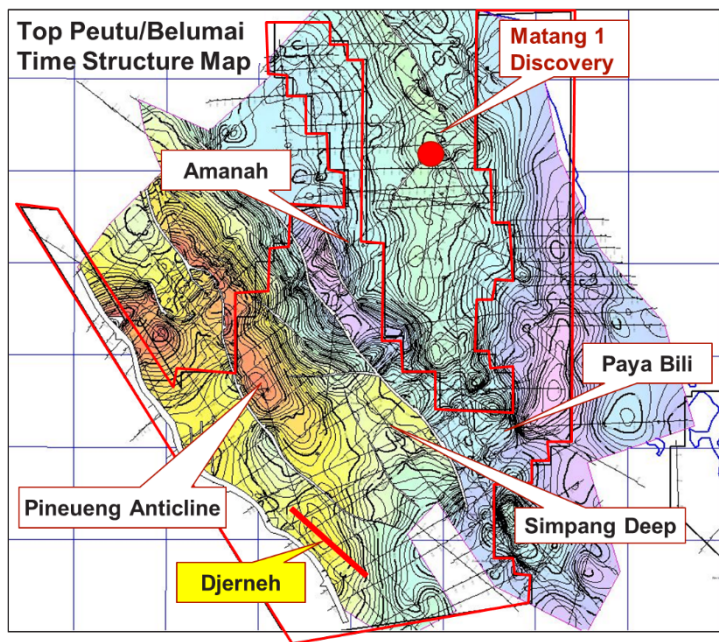 Top Peutu/Belumai
Time Structure Map
Matang 1
Discovery
Amanah
Paya Bili
Pineueng Anticline
Simpang Deep
Djerneh